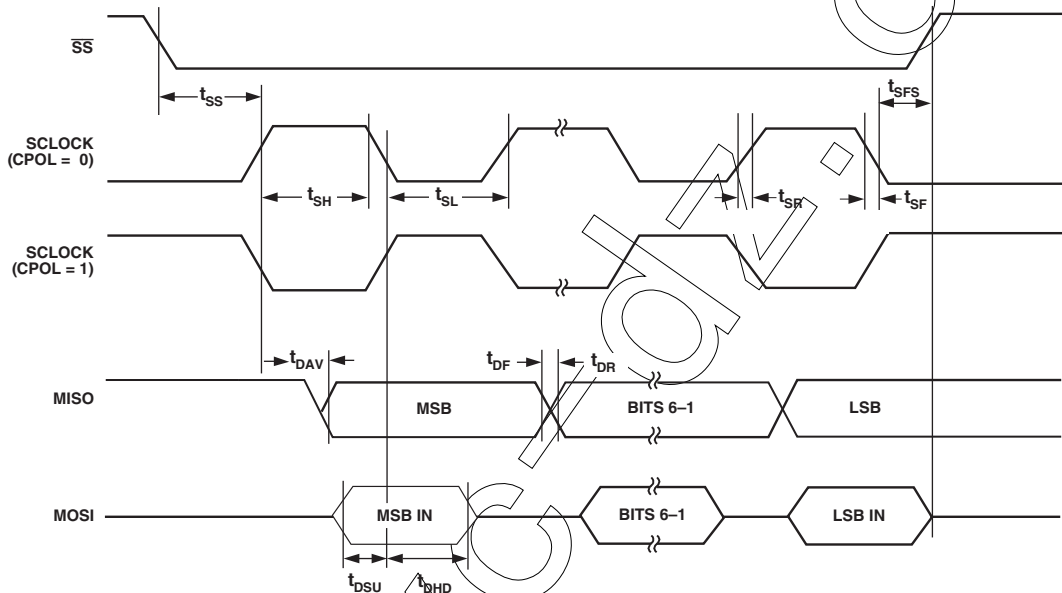 SS
tSS
tSFS
SCLOCK
(CPOL = 0)
tSH
tSL
tSR
tSF
SCLOCK
(CPOL = 1)
tDAV
tDF
tDR
MISO
MSB
BITS 6–1
LSB
MOSI
MSB IN
BITS 6–1
LSB IN
tDSU
tDHD